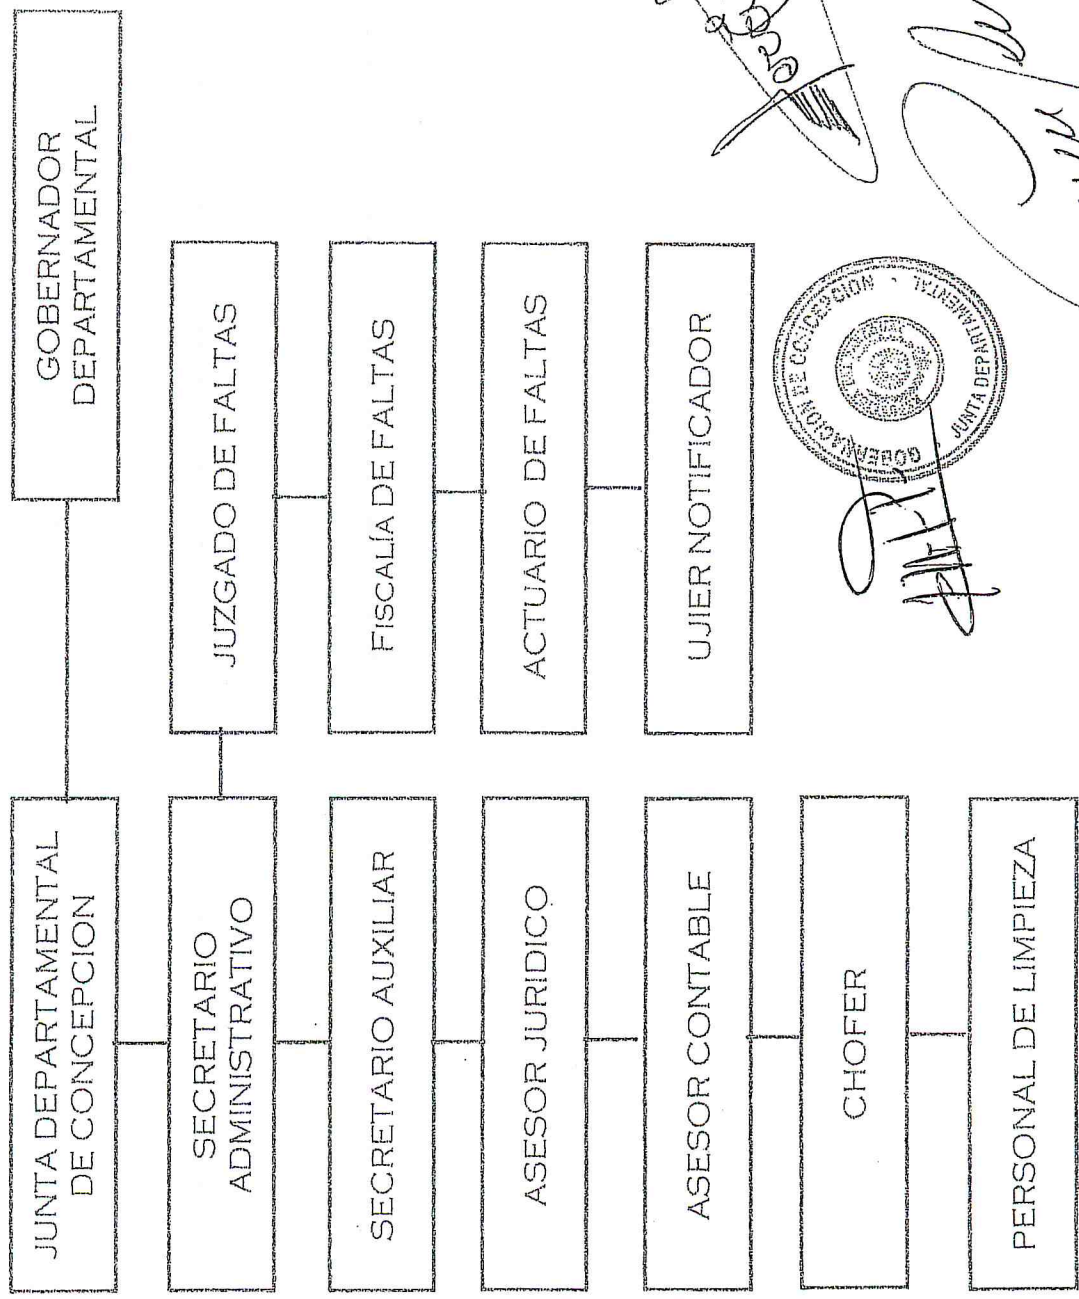 JUNTA DEPARTAMENTAL
DE CONCEPCION
GOBERNADOR
DEPARTAMENTAL
SECRETARIO
ADMINISTRATIVO
JUZGADO DE FALTAS
SECRETARIO AUXILIAR
FISCALÍA DE FALTAS
ASESOR JURIDICO
ACTUARIO DE FALTAS
ASESOR CONTABLE
UJIER NOTIFICADOR
CHOFER
PERSONAL DE LIMPIEZA
GOBERNACION DE CONCEPCION
JUNTA DEPARTAMENTAL